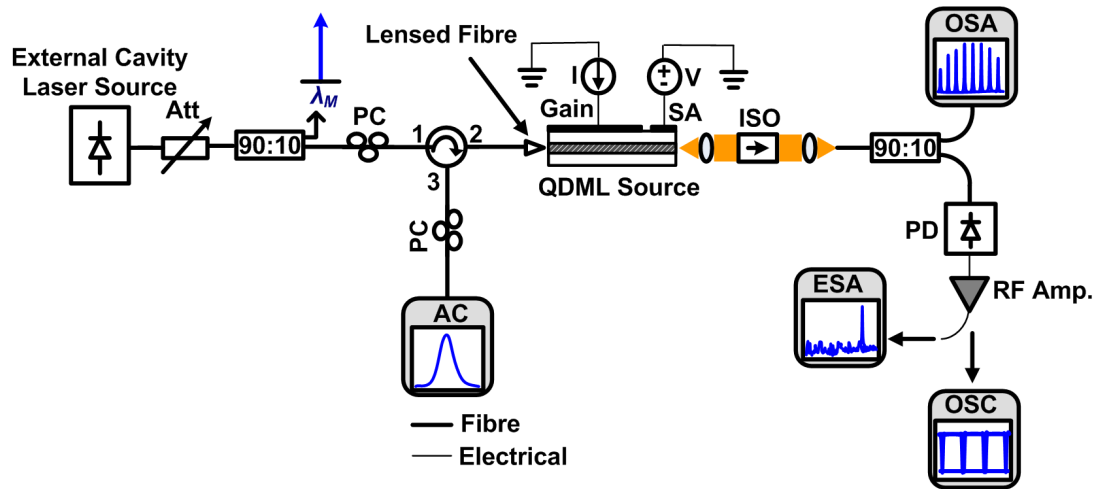 External Cavity
Laser Source
Att
90:10
λM
PC
1
2
3
PC
AC
Lensed Fibre
I
Gain
V
SA
QDML Source
ISO
90:10
OSA
PD
RF Amp.
ESA
OSC
Fibre
Electrical